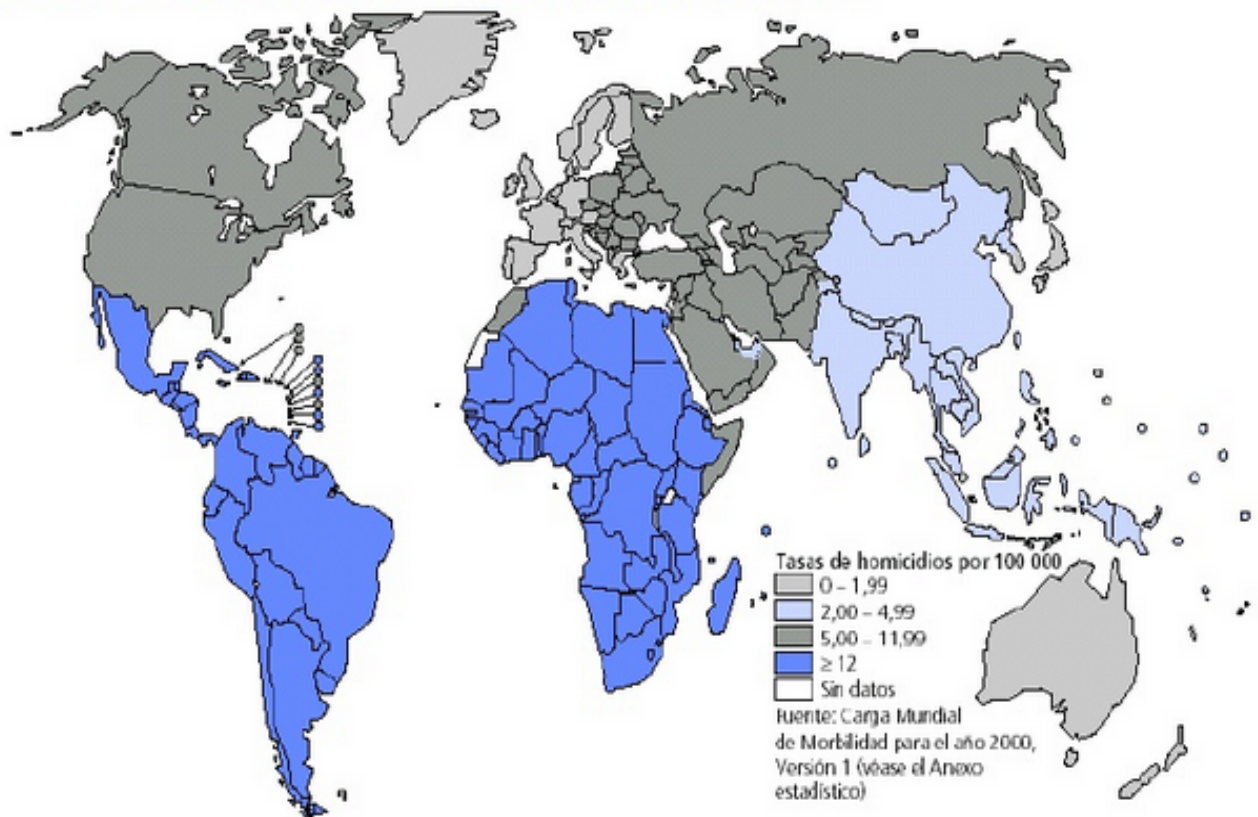 Tasas de homicidios por 100 000
0 – 1,99
2,00 – 4,99
5,00 – 11,99
≥ 12
Sin datos
Fuente: Carga Mundial
de Morbilidad para el año 2000,
Versión 1 (véase el Anexo
estadístico)